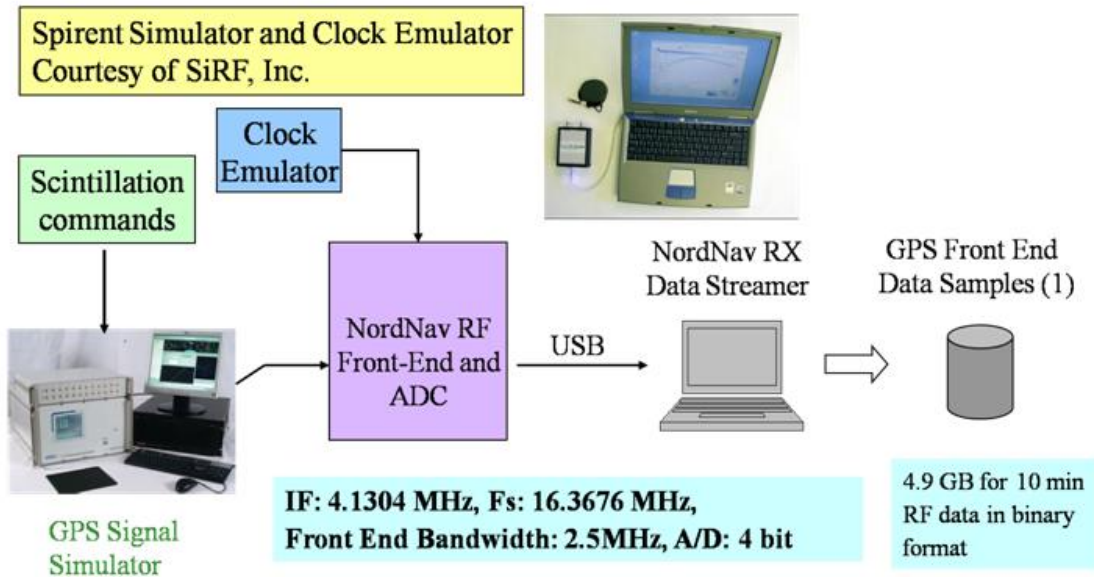 Spirent Simulator and Clock Emulator
Courtesy of SiRF, Inc.
Clock
Emulator
Scintillation
commands
NordNav RX
Data Streamer
GPS Front End
Data Samples (1)
NordNav RF
Front-End and
ADC
USB
GPS Signal
Simulator
IF: 4.1304 MHz, Fs: 16.3676 MHz,
Front End Bandwidth: 2.5MHz, A/D: 4 bit
4.9 GB for 10 min
RF data in binary
format